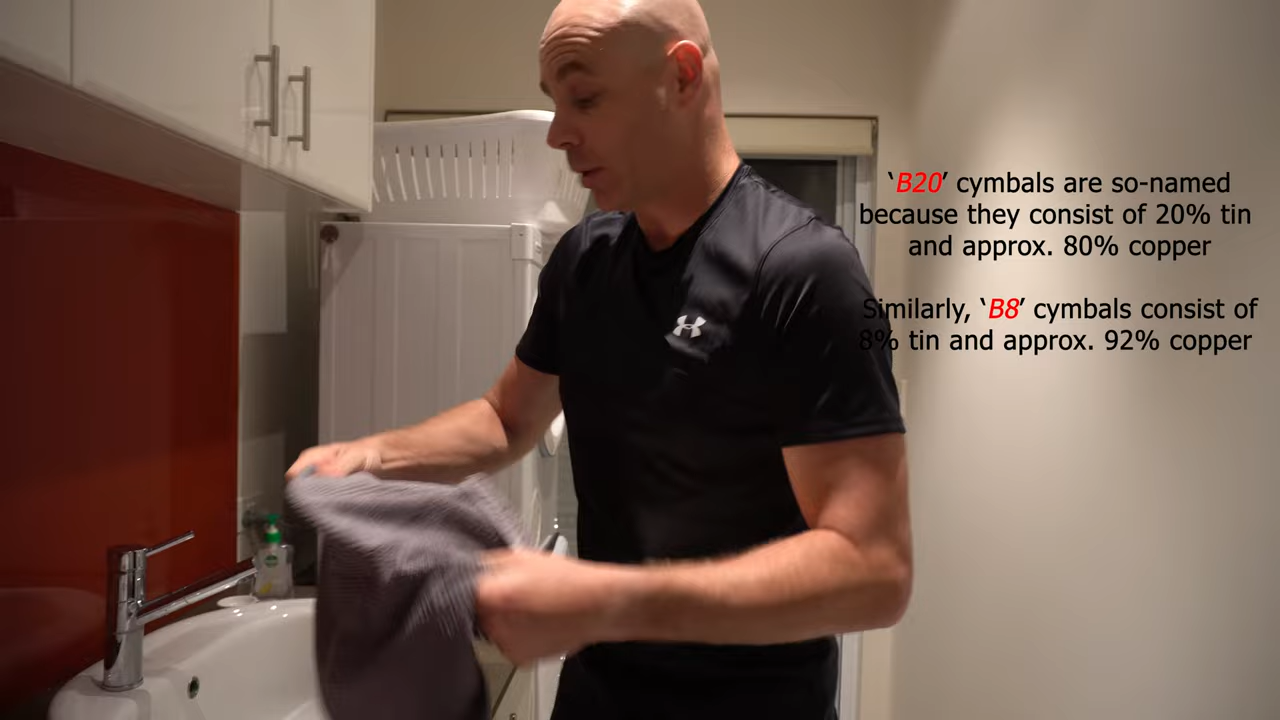 ‘B20’ cymbals are so-named
because they consist of 20% tin
and approx. 80% copper
Similarly, ‘B8’ cymbals consist of
8% tin and approx. 92% copper